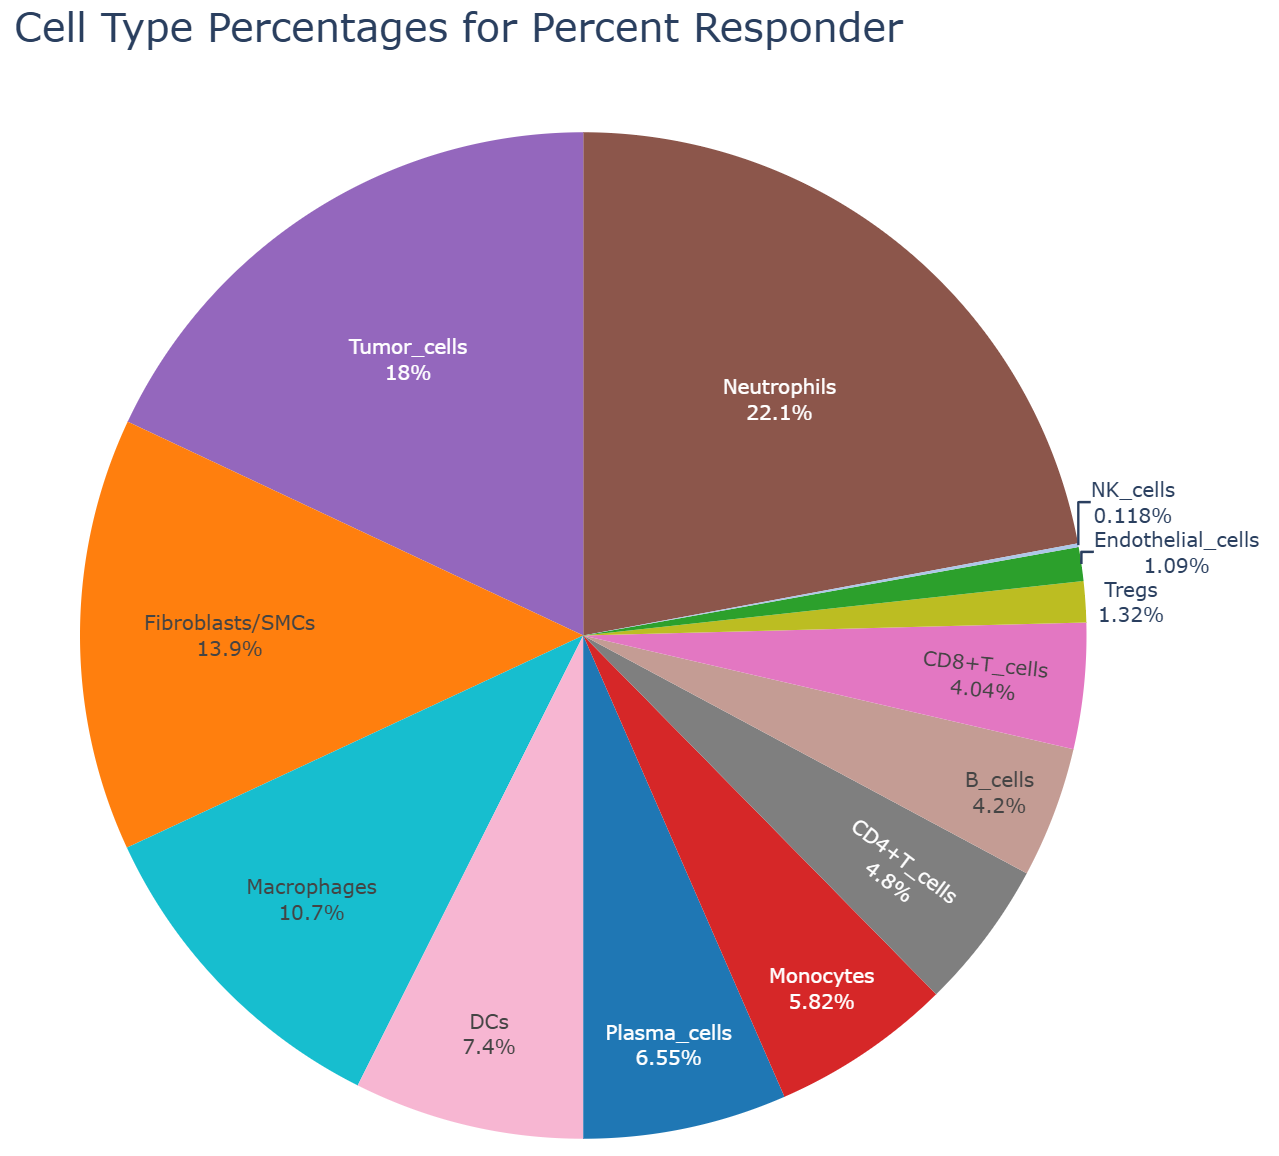 Cell Type Percentages for Percent Responder
Tumor_cells
18%
Neutrophils
22.1%
NK_cells
0.118%
Endothelial_cells
1.09%
Tregs
1.32%
Fibroblasts/SMCs
13.9%
CD8+T_cells
4.04%
B_cells
4.2%
CD4+T_cells
4.8%
Macrophages
10.7%
Monocytes
5.82%
DCs
7.4%
Plasma_cells
6.55%